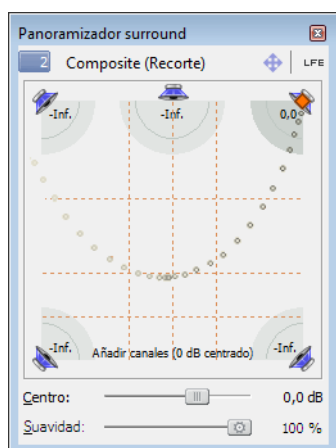 Panoramizador surround
2 Composite (Recorte) LFE
-Inf. -Inf. 0,0
-Inf. Añadir canales (0 dB centrado) -Inf.
Centro: 0,0 dB
Suavidad: 100 %